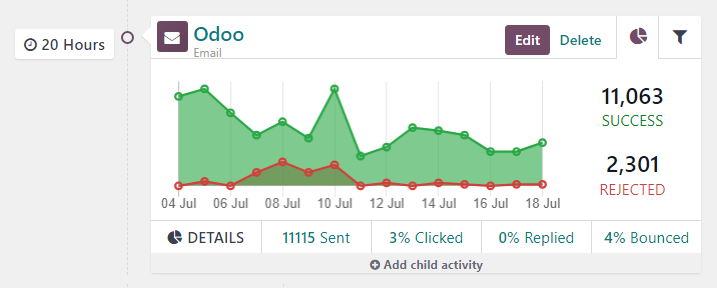 20 Hours
Odoo
Email
Edit Delete
11,063
SUCCESS
2,301
REJECTED
04 Jul 06 Jul 08 Jul 10 Jul 12 Jul 14 Jul 16 Jul 18 Jul
DETAILS 11115 Sent 3% Clicked 0% Replied 4% Bounced
Add child activity